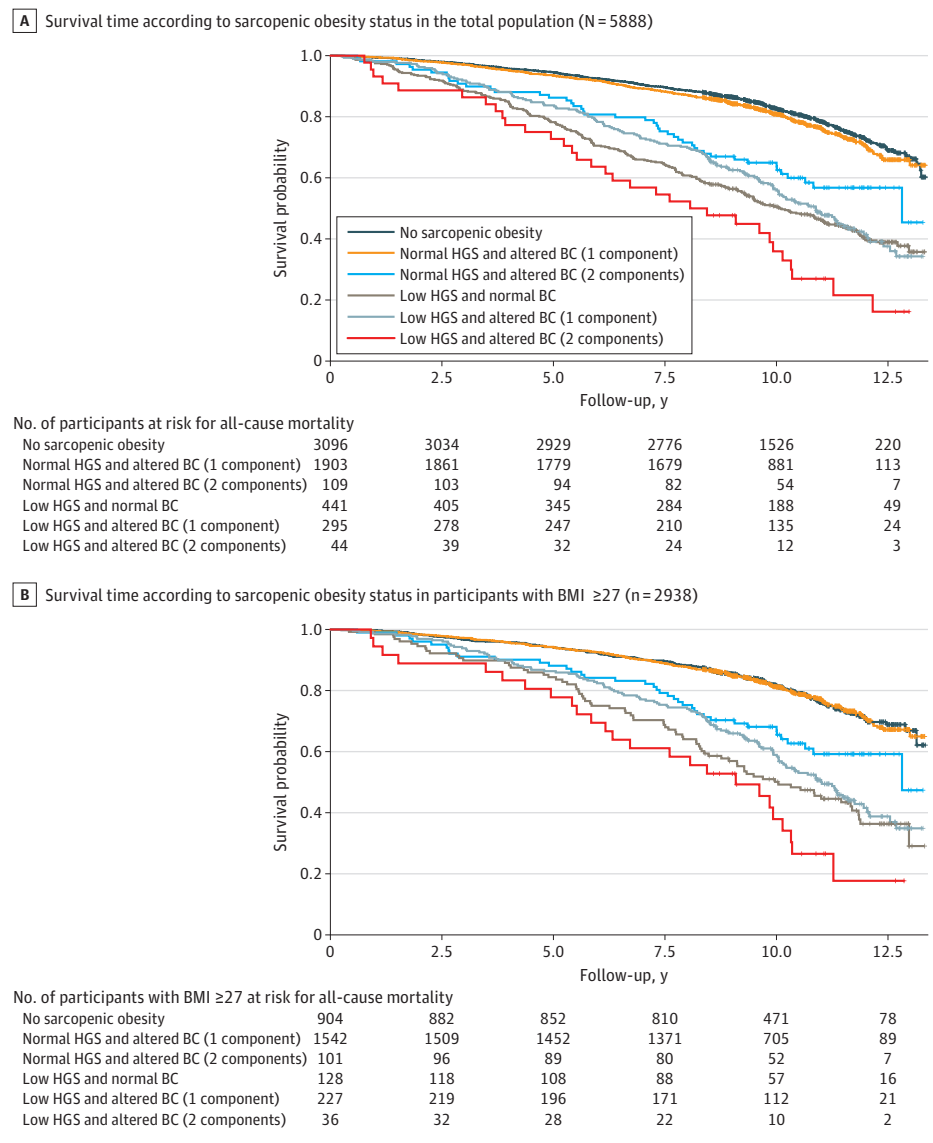 A Survival time according to sarcopenic obesity status in the total population (N = 5888)
1.0
0.8
0.6
0.4
0.2
0
Survival probability
No sarcopenic obesity
Normal HGS and altered BC (1 component)
Normal HGS and altered BC (2 components)
Low HGS and normal BC
Low HGS and altered BC (1 component)
Low HGS and altered BC (2 components)
0 2.5 5.0 7.5 10.0 12.5
Follow-up, y
No. of participants at risk for all-cause mortality
No sarcopenic obesity 3096 3034 2929 2776 1526 220
Normal HGS and altered BC (1 component) 1903 1861 1779 1679 881 113
Normal HGS and altered BC (2 components) 109 103 94 82 54 7
Low HGS and normal BC 441 405 345 284 188 49
Low HGS and altered BC (1 component) 295 278 247 210 135 24
Low HGS and altered BC (2 components) 44 39 32 24 12 3
B Survival time according to sarcopenic obesity status in participants with BMI ≥27 (n = 2938)
1.0
0.8
0.6
0.4
0.2
0
Survival probability
0 2.5 5.0 7.5 10.0 12.5
Follow-up, y
No. of participants with BMI ≥27 at risk for all-cause mortality
No sarcopenic obesity 904 882 852 810 471 78
Normal HGS and altered BC (1 component) 1542 1509 1452 1371 705 89
Normal HGS and altered BC (2 components) 101 96 89 80 52 7
Low HGS and normal BC 128 118 108 88 57 16
Low HGS and altered BC (1 component) 227 219 196 171 112 21
Low HGS and altered BC (2 components) 36 32 28 22 10 2